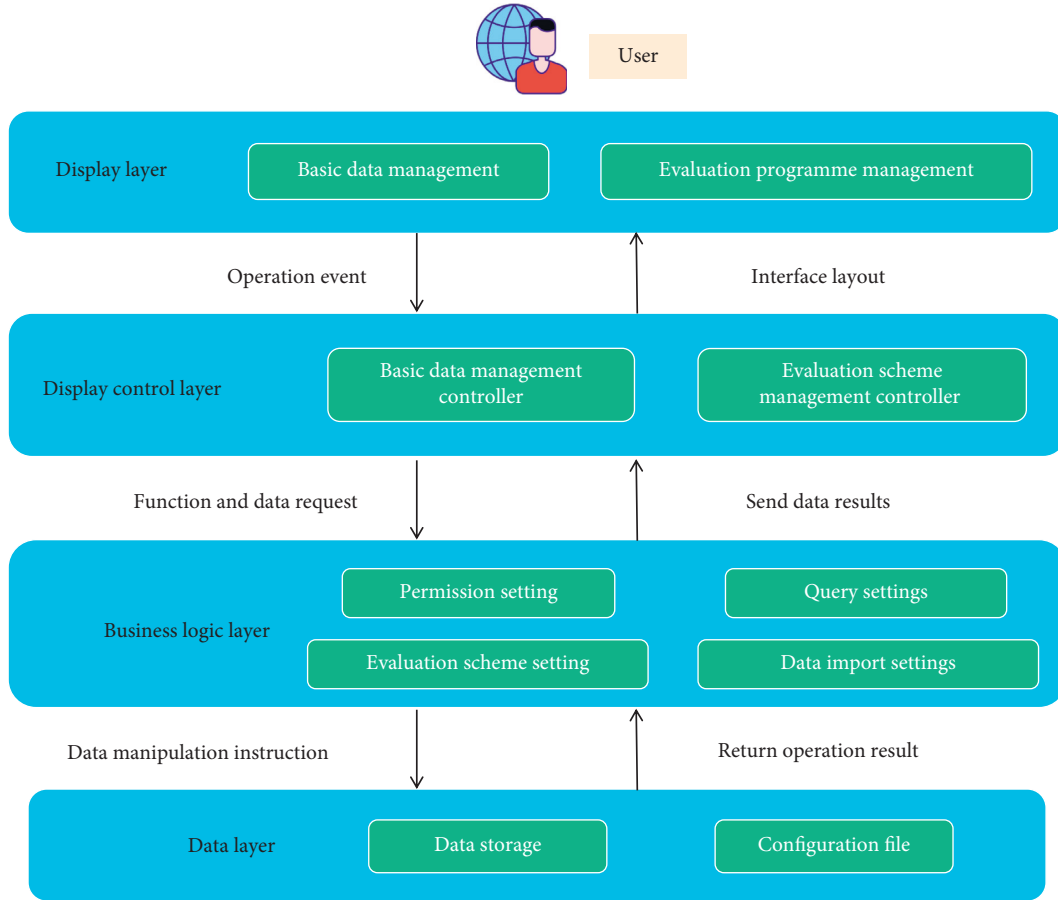 User
Display layer
Basic data management
Evaluation programme management
Operation event
Interface layout
Display control layer
Basic data management
controller
Evaluation scheme
management controller
Function and data request
Send data results
Business logic layer
Permission setting
Query settings
Evaluation scheme setting
Data import settings
Data manipulation instruction
Return operation result
Data layer
Data storage
Configuration file